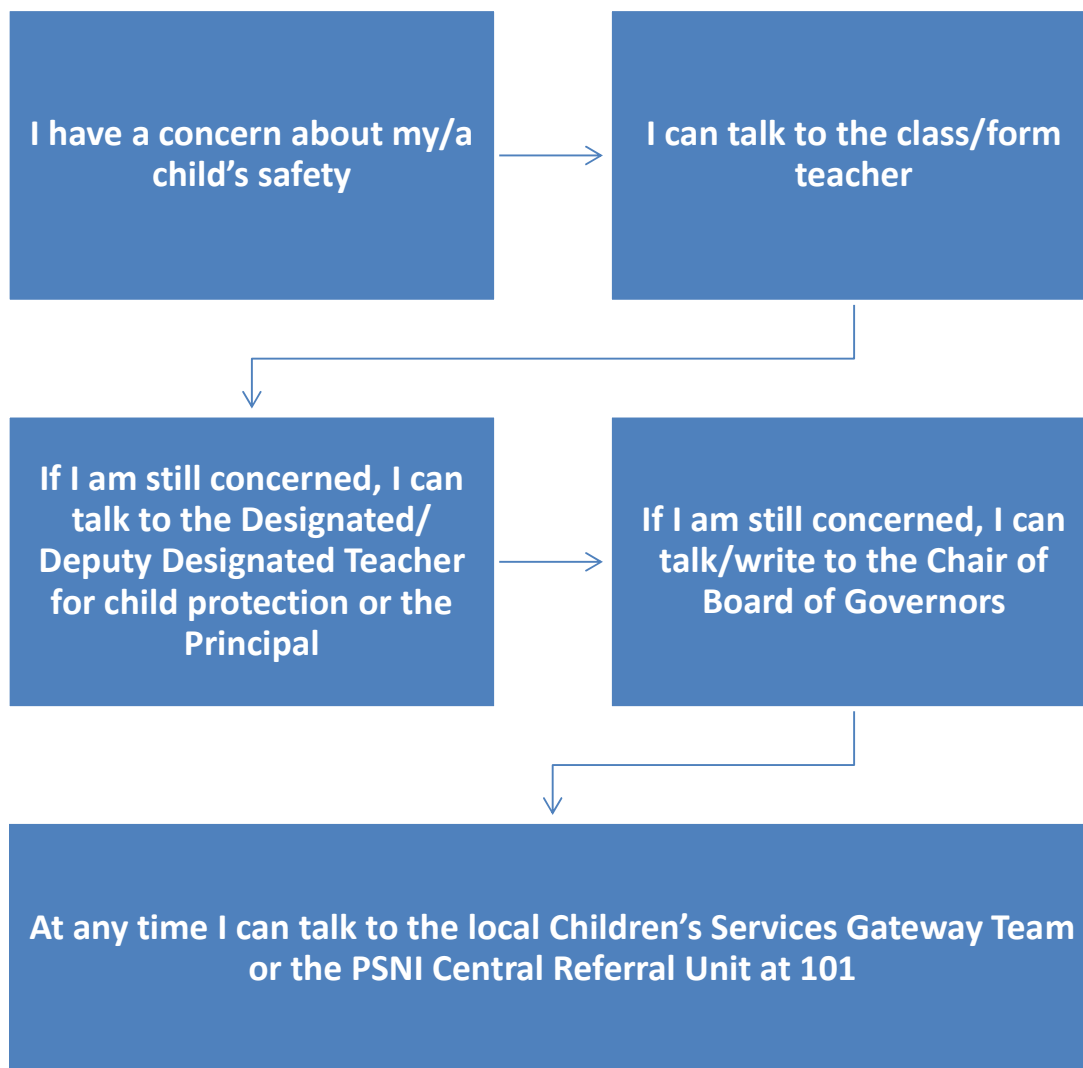 I have a concern about my/a
child’s safety
I can talk to the class/form
teacher
If I am still concerned, I can
talk to the Designated/
Deputy Designated Teacher
for child protection or the
Principal
If I am still concerned, I can
talk/write to the Chair of
Board of Governors
At any time I can talk to the local Children’s Services Gateway Team
or the PSNI Central Referral Unit at 101